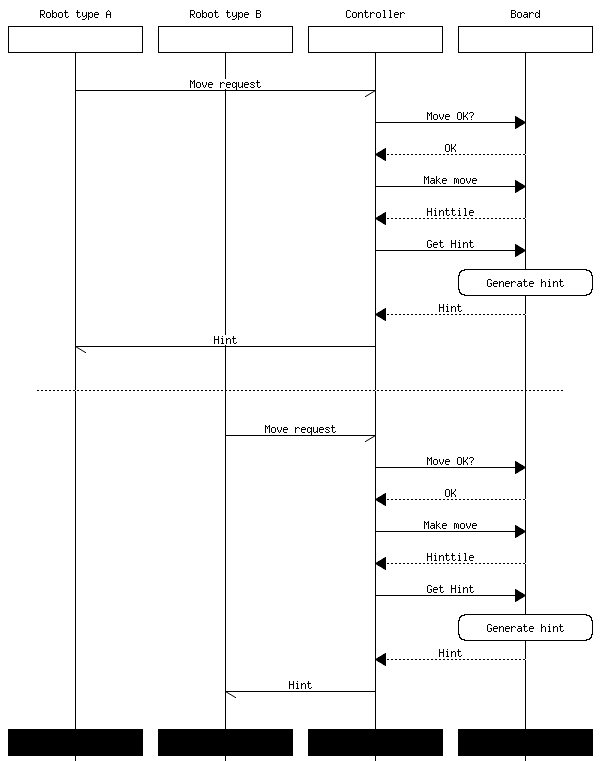 Robot type A Robot type B Controller Board
Move request
Move OK?
OK
Make move
Hinttile
Get Hint
Generate hint
Hint
Hint
Move request
Move OK?
OK
Make move
Hinttile
Get Hint
Generate hint
Hint
Hint